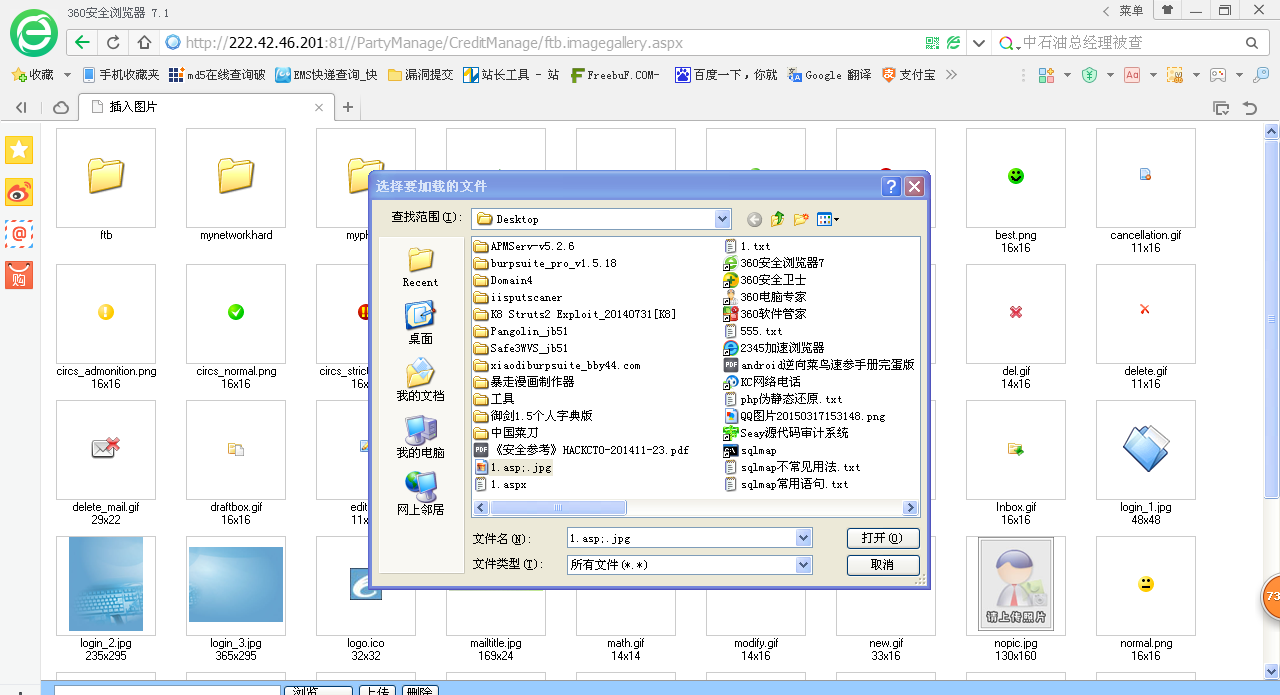 360安全浏览器 7.1
菜单
http://222.42.46.201:81//PartyManage/CreditManage/ftb.imagegallery.aspx
中石油总经理被查
收藏 手机收藏夹 md5在线查询破 EMS快递查询_快 漏洞提交 站长工具 - 站 FreebuF.COM- 百度一下，你就 Google 翻译 支付宝
插入图片
ftb
mynetworkhard
best.png
16x16
cancellation.gif
11x16
circs_admonition.png
16x16
circs_normal.png
16x16
16x16
del.gif
14x16
delete.gif
11x16
delete_mail.gif
29x22
draftbox.gif
16x16
Inbox.gif
16x16
login_1.jpg
48x48
login_2.jpg
235x295
login_3.jpg
365x295
logo.ico
32x32
mailtitle.jpg
169x24
math.gif
14x14
modify.gif
14x16
new.gif
33x16
请上传照片
nopic.jpg
130x160
normal.png
16x16
选择要加载的文件
查找范围(I):
Desktop
Recent
桌面
我的文档
我的电脑
网上邻居
APMServ-v5.2.6
burpsuite_pro_v1.5.18
Domain4
iisputscaner
K8 Struts2 Exploit_20140731[K8]
Pangolin_jb51
Safe3WVS_jb51
xiaodiburpsuite_bby44.com
暴走漫画制作器
工具
御剑1.5个人字典版
中国菜刀
《安全参考》HACKCTO-201411-23.pdf
1.asp;.jpg
1.aspx
1.txt
360安全浏览器7
360安全卫士
360电脑专家
360软件管家
555.txt
2345加速浏览器
android逆向菜鸟速参手册完蛋版
KC网络电话
php伪静态还原.txt
QQ图片20150317153148.png
Seay源代码审计系统
sqlmap
sqlmap不常见用法.txt
sqlmap常用语句.txt
文件名(N):
1.asp;.jpg
打开(O)
文件类型(T):
所有文件(*.*)
取消
73
浏览...
上传
删除